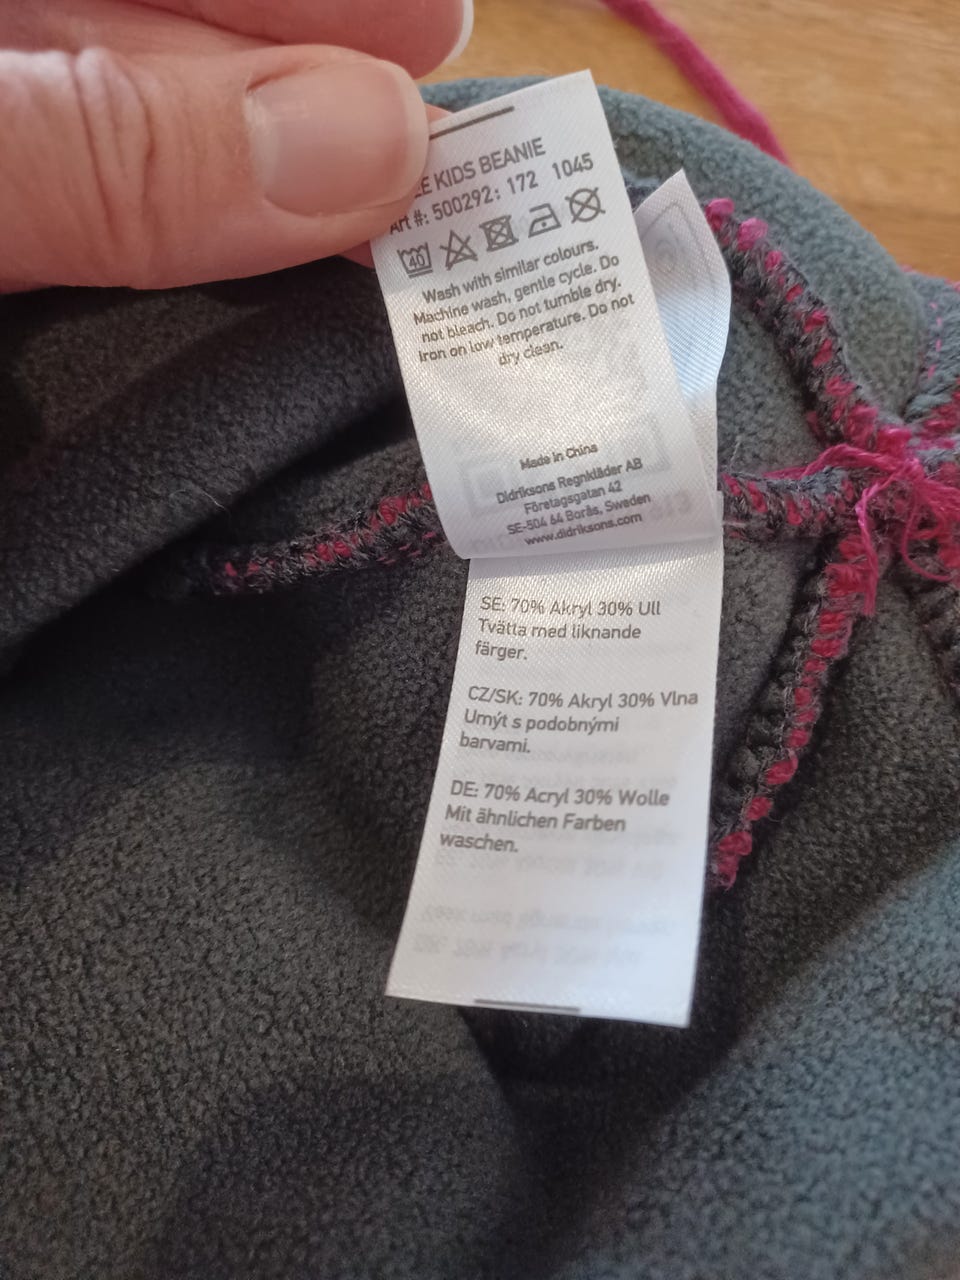 KIDS BEANIE
Art #: 500292: 172 1045
40
Wash with similar colours.
Machine wash, gentle cycle. Do
not bleach. Do not tumble dry.
Iron on low temperature. Do not
dry clean.
Made in China
Didriksons Regnkläder AB
Företagsgatan 42
SE-504 64 Borås, Sweden
www.didriksons.com
SE: 70% Akryl 30% Ull
Tvätta med liknande
färger.
CZ/SK: 70% Akryl 30% Vlna
Umýt s podobnými
barvami.
DE: 70% Acryl 30% Wolle
Mit ähnlichen Farben
waschen.